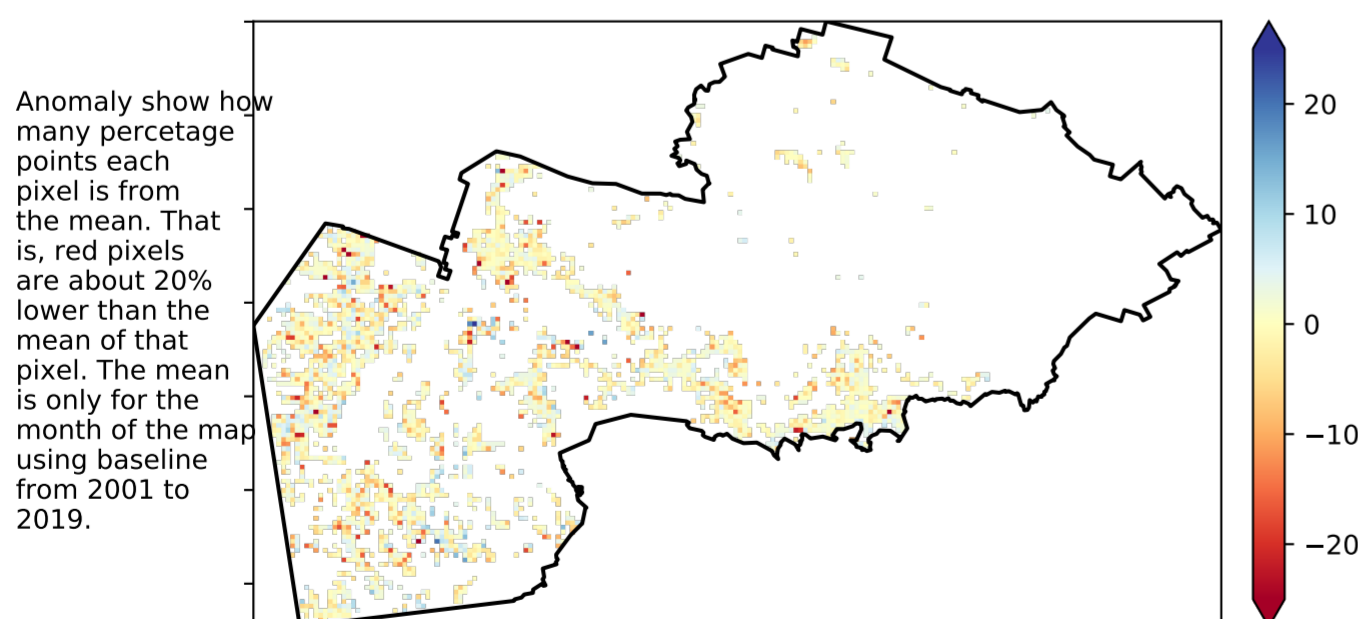 Anomaly show how
many percetage
points each
pixel is from
the mean. That
is, red pixels
are about 20%
lower than the
mean of that
pixel. The mean
is only for the
month of the map
using baseline
from 2001 to
2019.
20
10
0
−10
−20